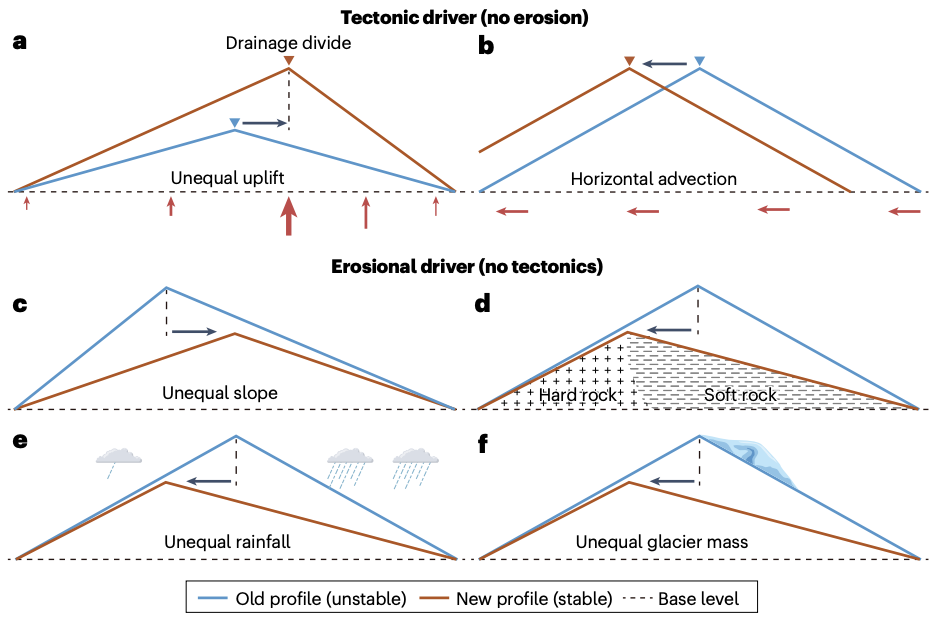 Tectonic driver (no erosion)
a
Drainage divide
Unequal uplift
b
Horizontal advection
Erosional driver (no tectonics)
c
Unequal slope
d
Hard rock
Soft rock
e
Unequal rainfall
f
Unequal glacier mass
Old profile (unstable)
New profile (stable)
Base level